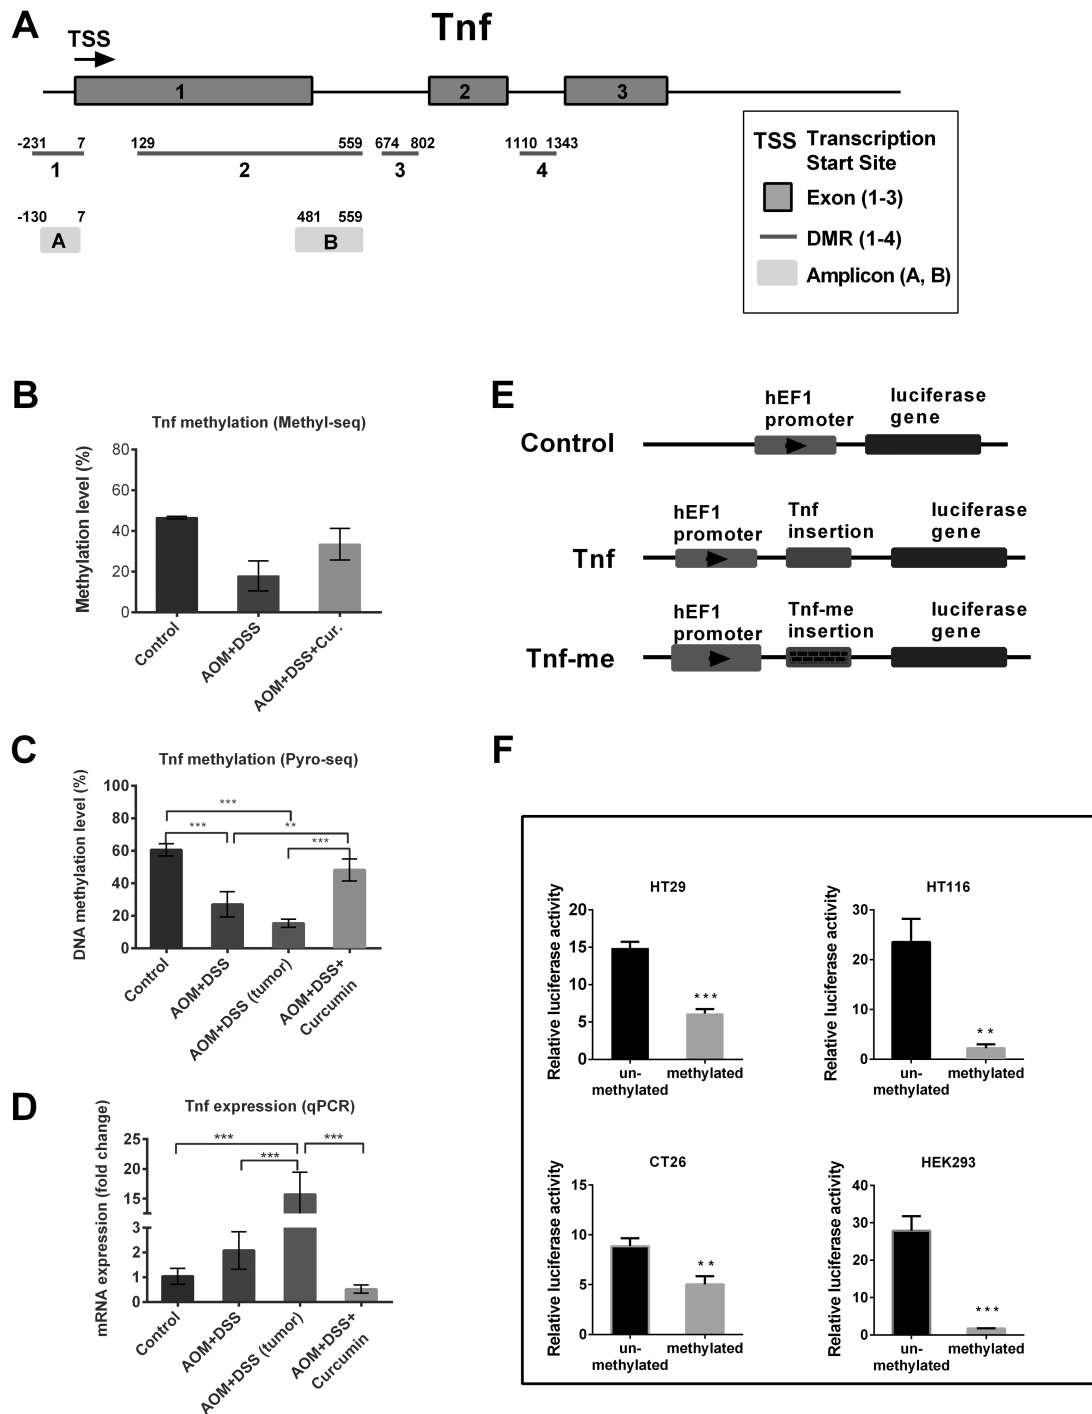 A
Tnf
TSS
1 2 3
-231 7 129 559 674 802 1110 1343
1 2 3 4
-130 7 481 559
A B
TSS Transcription
Start Site
Exon (1-3)
DMR (1-4)
Amplicon (A, B)
B
Tnf methylation (Methyl-seq)
Methylation level (%)
80
60
40
20
0
Control
AOM+DSS
AOM+DSS+Cur.
C
Tnf methylation (Pyro-seq)
DNA methylation level (%)
100
80
60
40
20
0
***
*** **
***
Control
AOM+DSS
AOM+DSS (tumor)
AOM+DSS+
Curcumin
D
Tnf expression (qPCR)
mRNA expression (fold change)
25
20
15
3
2
1
0
*** ***
***
Control
AOM+DSS
AOM+DSS (tumor)
AOM+DSS+
Curcumin
E
hEF1
promoter
luciferase
gene
Control
hEF1
promoter
Tnf
insertion
luciferase
gene
Tnf
hEF1
promoter
Tnf-me
insertion
luciferase
gene
Tnf-me
F
HT29
Relative luciferase activity
20
15
10
5
0
***
un-
methylated
methylated
HT116
Relative luciferase activity
30
20
10
0
**
un-
methylated
methylated
CT26
Relative luciferase activity
15
10
5
0
**
un-
methylated
methylated
HEK293
Relative luciferase activity
40
30
20
10
0
***
un-
methylated
methylated